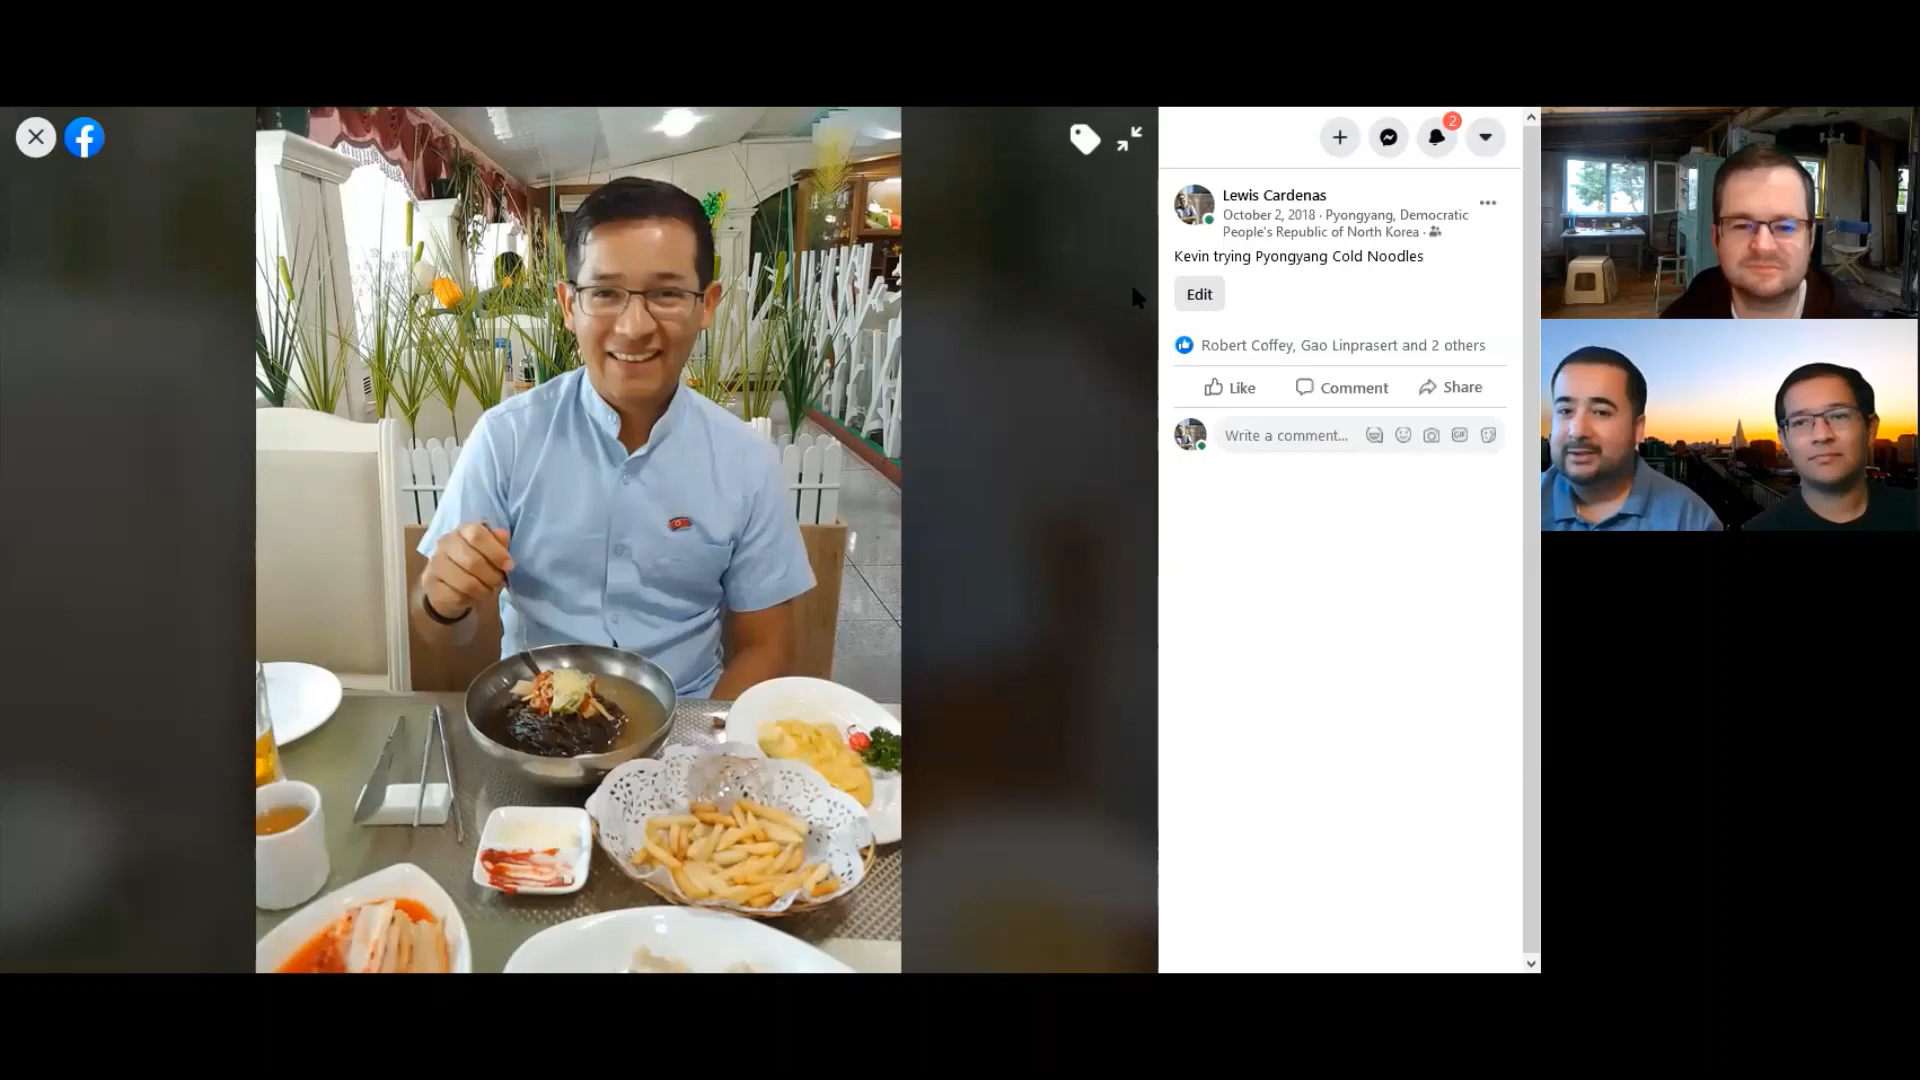 2
Lewis Cardenas
October 2, 2018 · Pyongyang, Democratic
People's Republic of North Korea ·
Kevin trying Pyongyang Cold Noodles
Edit
Robert Coffey, Gao Linprasert and 2 others
Like Comment Share
Write a comment... GIF